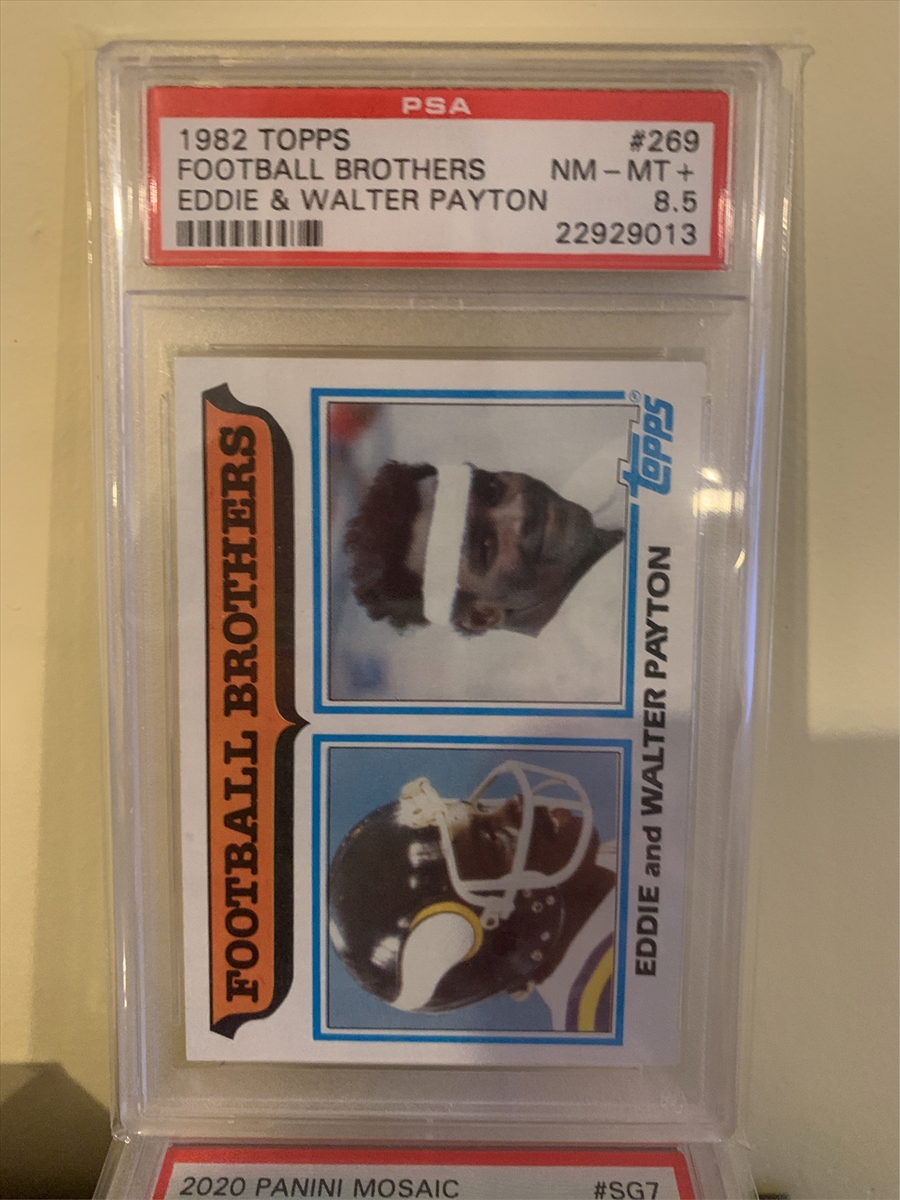 PSA
1982 TOPPS #269
FOOTBALL BROTHERS NM - MT +
EDDIE & WALTER PAYTON 8.5
22929013
FOOTBALL BROTHERS
topps®
EDDIE and WALTER PAYTON
2020 PANINI MOSAIC #SG7